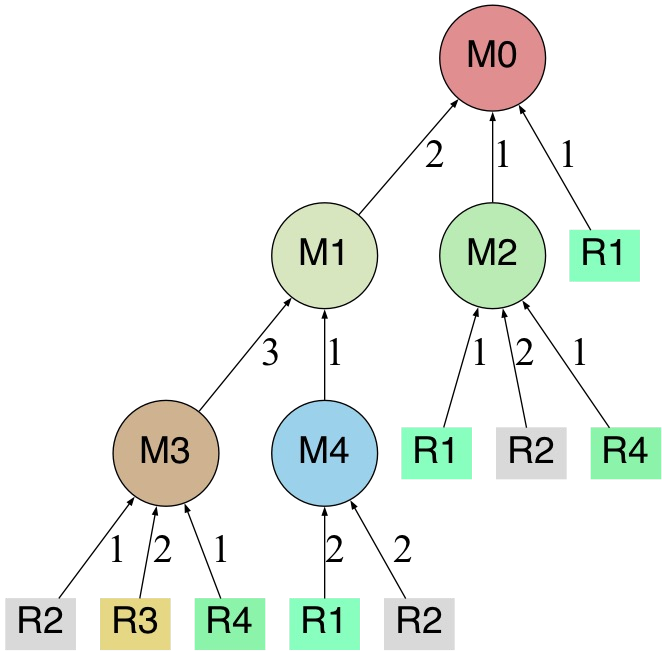 M0
2 1 1
M1 M2 R1
3 1 1 2 1
M3 M4 R1 R2 R4
1 2 1 2 2
R2 R3 R4 R1 R2